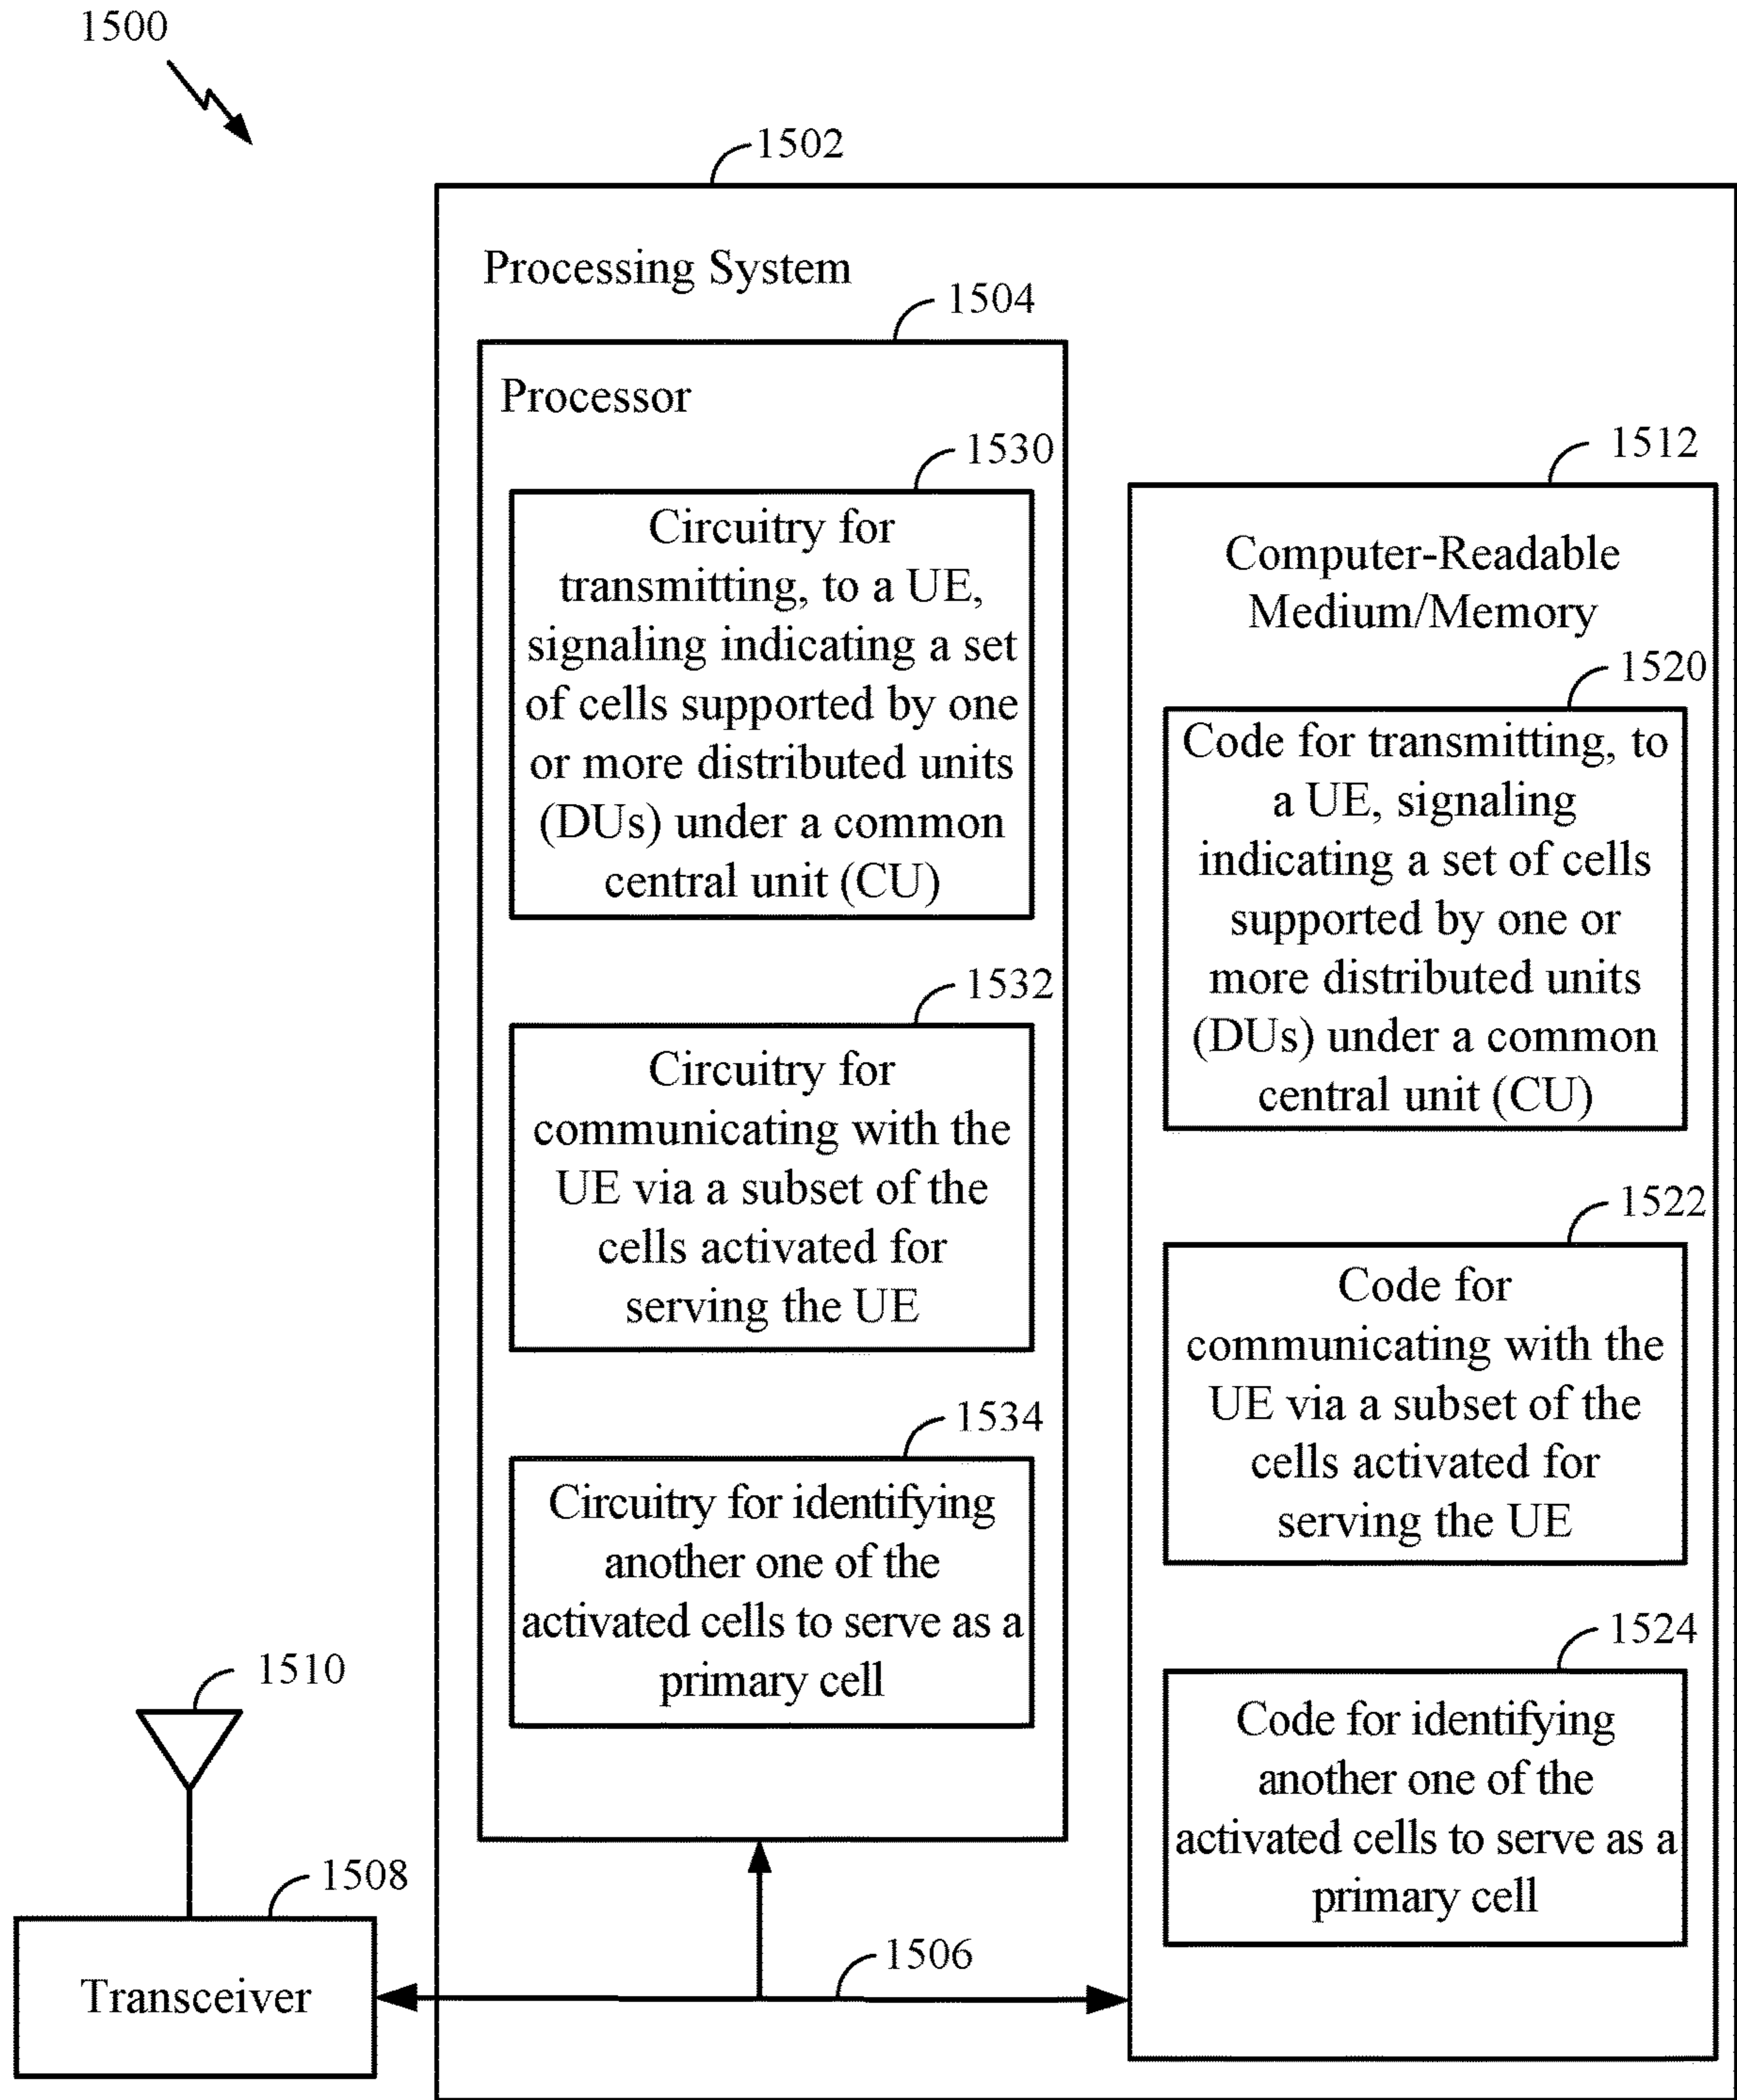 1500
1502
Processing System
1504
Processor
1530
Circuitry for
transmitting, to a UE,
signaling indicating a set
of cells supported by one
or more distributed units
(DUs) under a common
central unit (CU)
1532
Circuitry for
communicating with the
UE via a subset of the
cells activated for
serving the UE
1534
Circuitry for identifying
another one of the
activated cells to serve as a
primary cell
1512
Computer-Readable
Medium/Memory
1520
Code for transmitting, to
a UE, signaling
indicating a set of cells
supported by one or
more distributed units
(DUs) under a common
central unit (CU)
1522
Code for
communicating with the
UE via a subset of the
cells activated for
serving the UE
1524
Code for identifying
another one of the
activated cells to serve as a
primary cell
1510
1508
Transceiver
1506